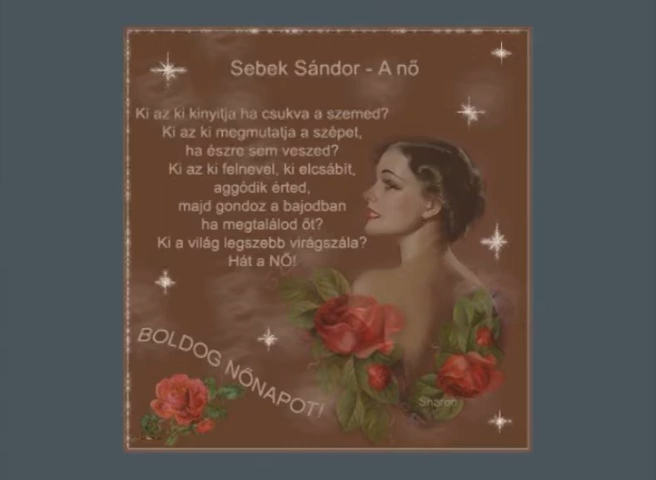 Sebek Sándor - A nő
Ki az ki kinyitja ha csukva a szemed?
Ki az ki megmutatja a szépet,
ha észre sem veszed?
Ki az ki felnevel, ki elcsábít,
aggódik érted,
majd gondoz a bajodban
ha megtalálod őt?
Ki a világ legszebb virágszála?
Hát a NŐ!
BOLDOG NŐNAPOT!
Sharon